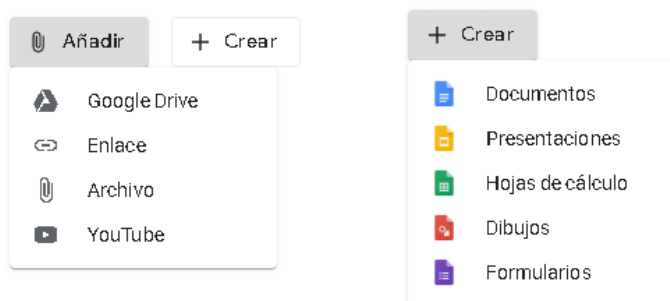 Añadir
+ Crear
Google Drive
Enlace
Archivo
YouTube
+ Crear
Documentos
Presentaciones
Hojas de cálculo
Dibujos
Formularios